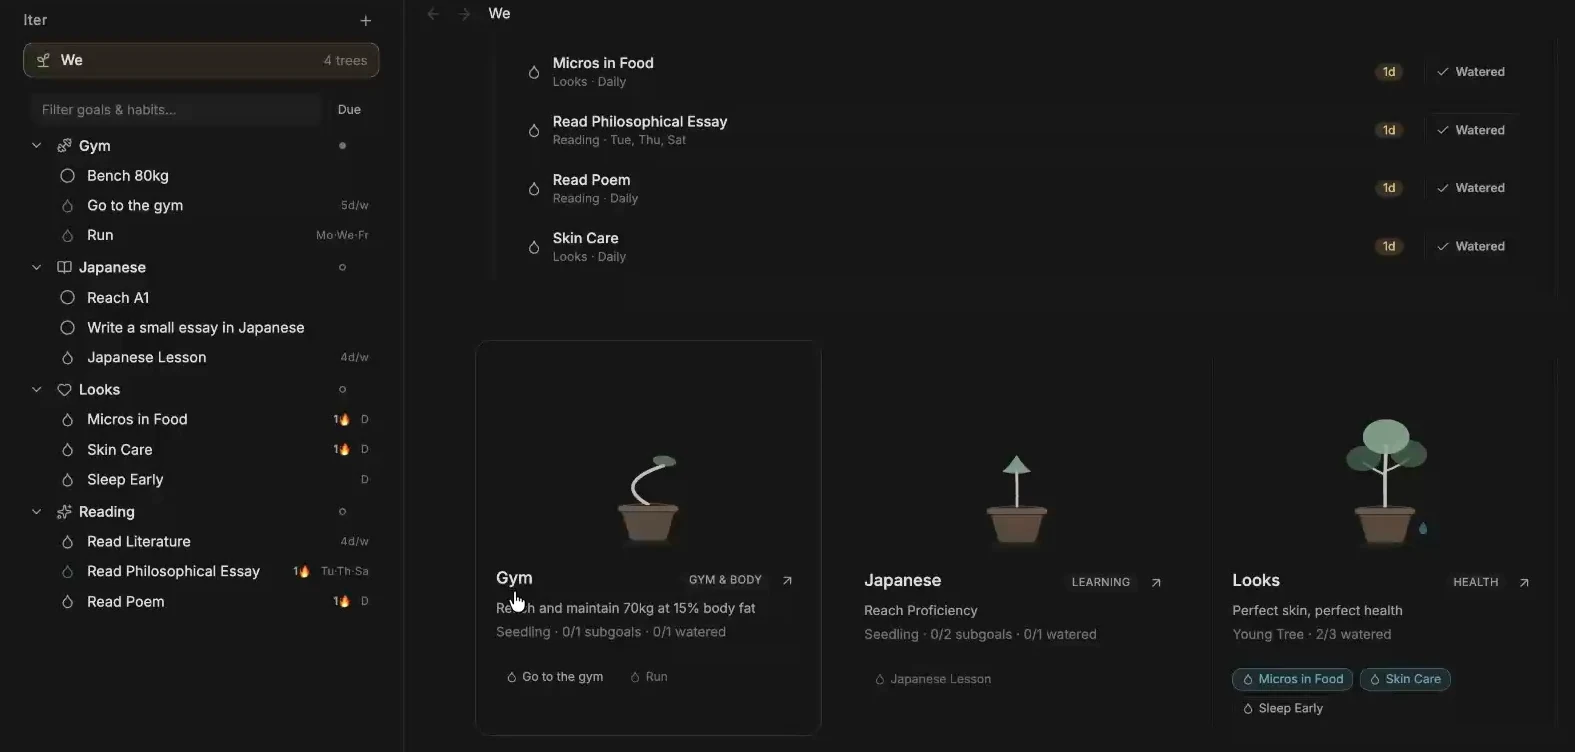 Iter
We
4 trees
Filter goals & habits...
Due
Gym
Bench 80kg
Go to the gym 5d/w
Run Mo·We·Fr
Japanese
Reach A1
Write a small essay in Japanese
Japanese Lesson 4d/w
Looks
Micros in Food 1🔥 D
Skin Care 1🔥 D
Sleep Early D
Reading
Read Literature 4d/w
Read Philosophical Essay 1🔥 Tu·Th·Sa
Read Poem 1🔥 D
We
Micros in Food
Looks · Daily
1d
Watered
Read Philosophical Essay
Reading · Tue, Thu, Sat
1d
Watered
Read Poem
Reading · Daily
1d
Watered
Skin Care
Looks · Daily
1d
Watered
Gym
GYM & BODY
Reach and maintain 70kg at 15% body fat
Seedling · 0/1 subgoals · 0/1 watered
Go to the gym
Run
Japanese
LEARNING
Reach Proficiency
Seedling · 0/2 subgoals · 0/1 watered
Japanese Lesson
Looks
HEALTH
Perfect skin, perfect health
Young Tree · 2/3 watered
Micros in Food
Skin Care
Sleep Early